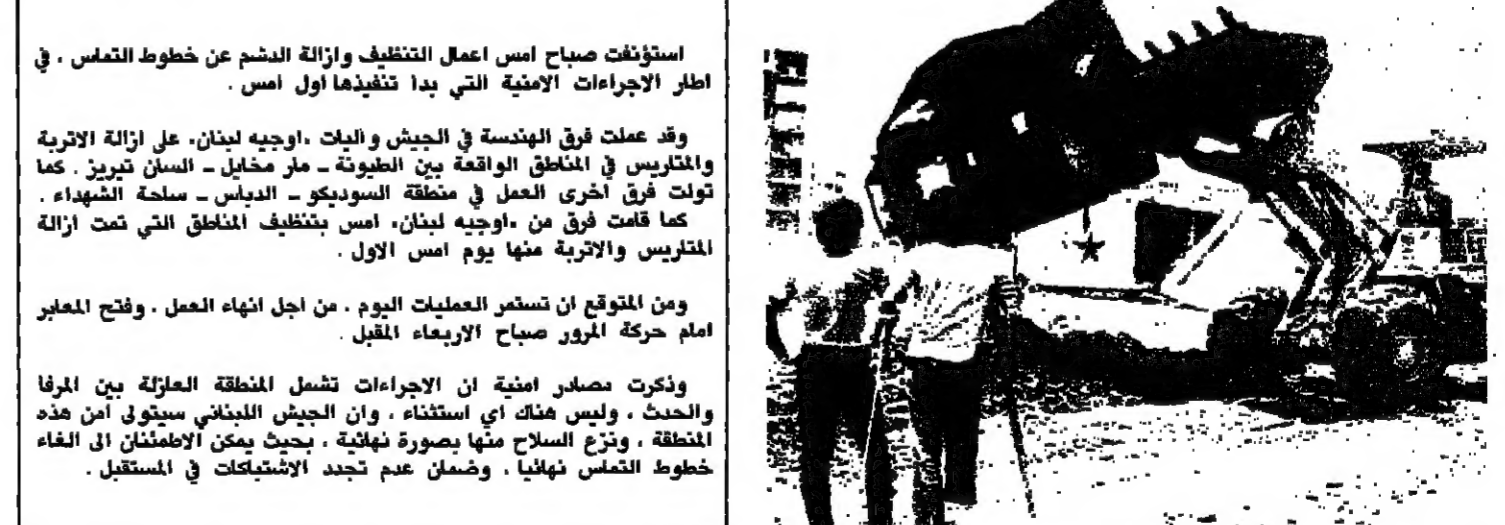 استؤنفت صباح امس اعمال التنظيف وازالة الدشم عن خطوط التماس ، في
اطار الاجراءات الامنية التي بدا تنفيذها اول امس .
وقد عملت فرق الهندسة في الجيش واليات «اوجيه لبنان» على ازالة الاتربة
والمتاريس في المناطق الواقعة بين الطيونة ـ مار مخايل ـ السان تيريز . كما
تولت فرق اخرى العمل في منطقة السوديكو ـ الدباس ـ ساحة الشهداء .
كما قامت فرق من «اوجيه لبنان» امس بتنظيف المناطق التي تمت ازالة
المتاريس والاتربة منها يوم امس الاول .
ومن المتوقع ان تستمر العمليات اليوم ، من اجل انهاء العمل ، وفتح المعابر
امام حركة المرور صباح الاربعاء المقبل .
وذكرت مصادر امنية ان الاجراءات تشمل المنطقة العازلة بين المرفا
والحدث ، وليس هناك اي استثناء ، وان الجيش اللبناني سيتولى امن هذه
المنطقة ، ونزع السلاح منها بصورة نهائية ، بحيث يمكن الاطمئنان الى الغاء
خطوط التماس نهائيا ، وضمان عدم تجدد الاشتباكات في المستقبل .